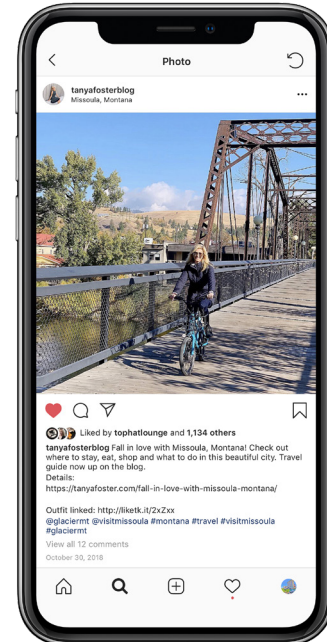 Photo
tanyafosterblog
Missoula, Montana
Liked by tophatlounge and 1,134 others
tanyafosterblog Fall in love with Missoula, Montana! Check out
where to stay, eat, shop and what to do in this beautiful city. Travel
guide now up on the blog.
Details:
https://tanyafoster.com/fall-in-love-with-missoula-montana/
Outfit linked: http://liketk.it/2xZxx
@glaciermt @visitmissoula #montana #travel #visitmissoula
#glaciermt
View all 12 comments
October 30, 2018